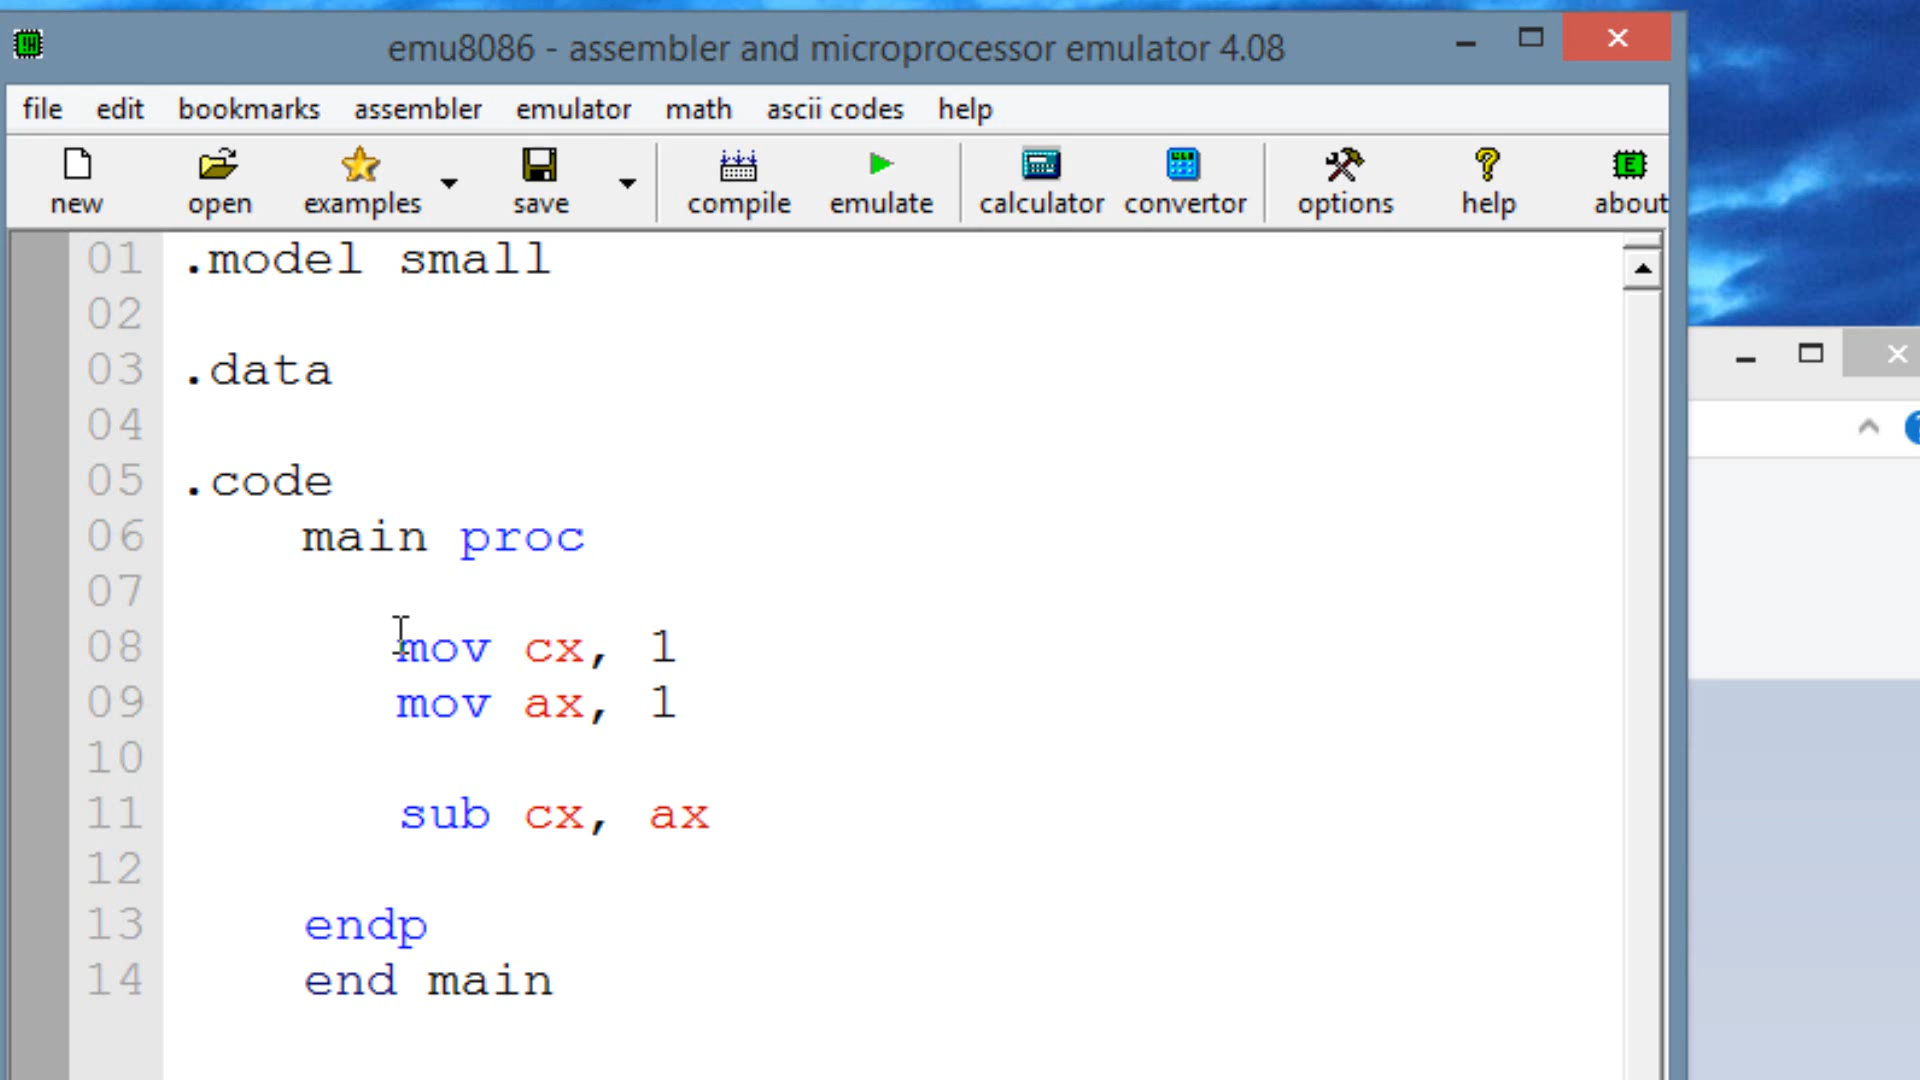 emu8086 - assembler and microprocessor emulator 4.08
file edit bookmarks assembler emulator math ascii codes help
new open examples save compile emulate calculator convertor options help about
01 .model small
02
03 .data
04
05 .code
06 main proc
07
08 mov cx, 1
09 mov ax, 1
10
11 sub cx, ax
12
13 endp
14 end main